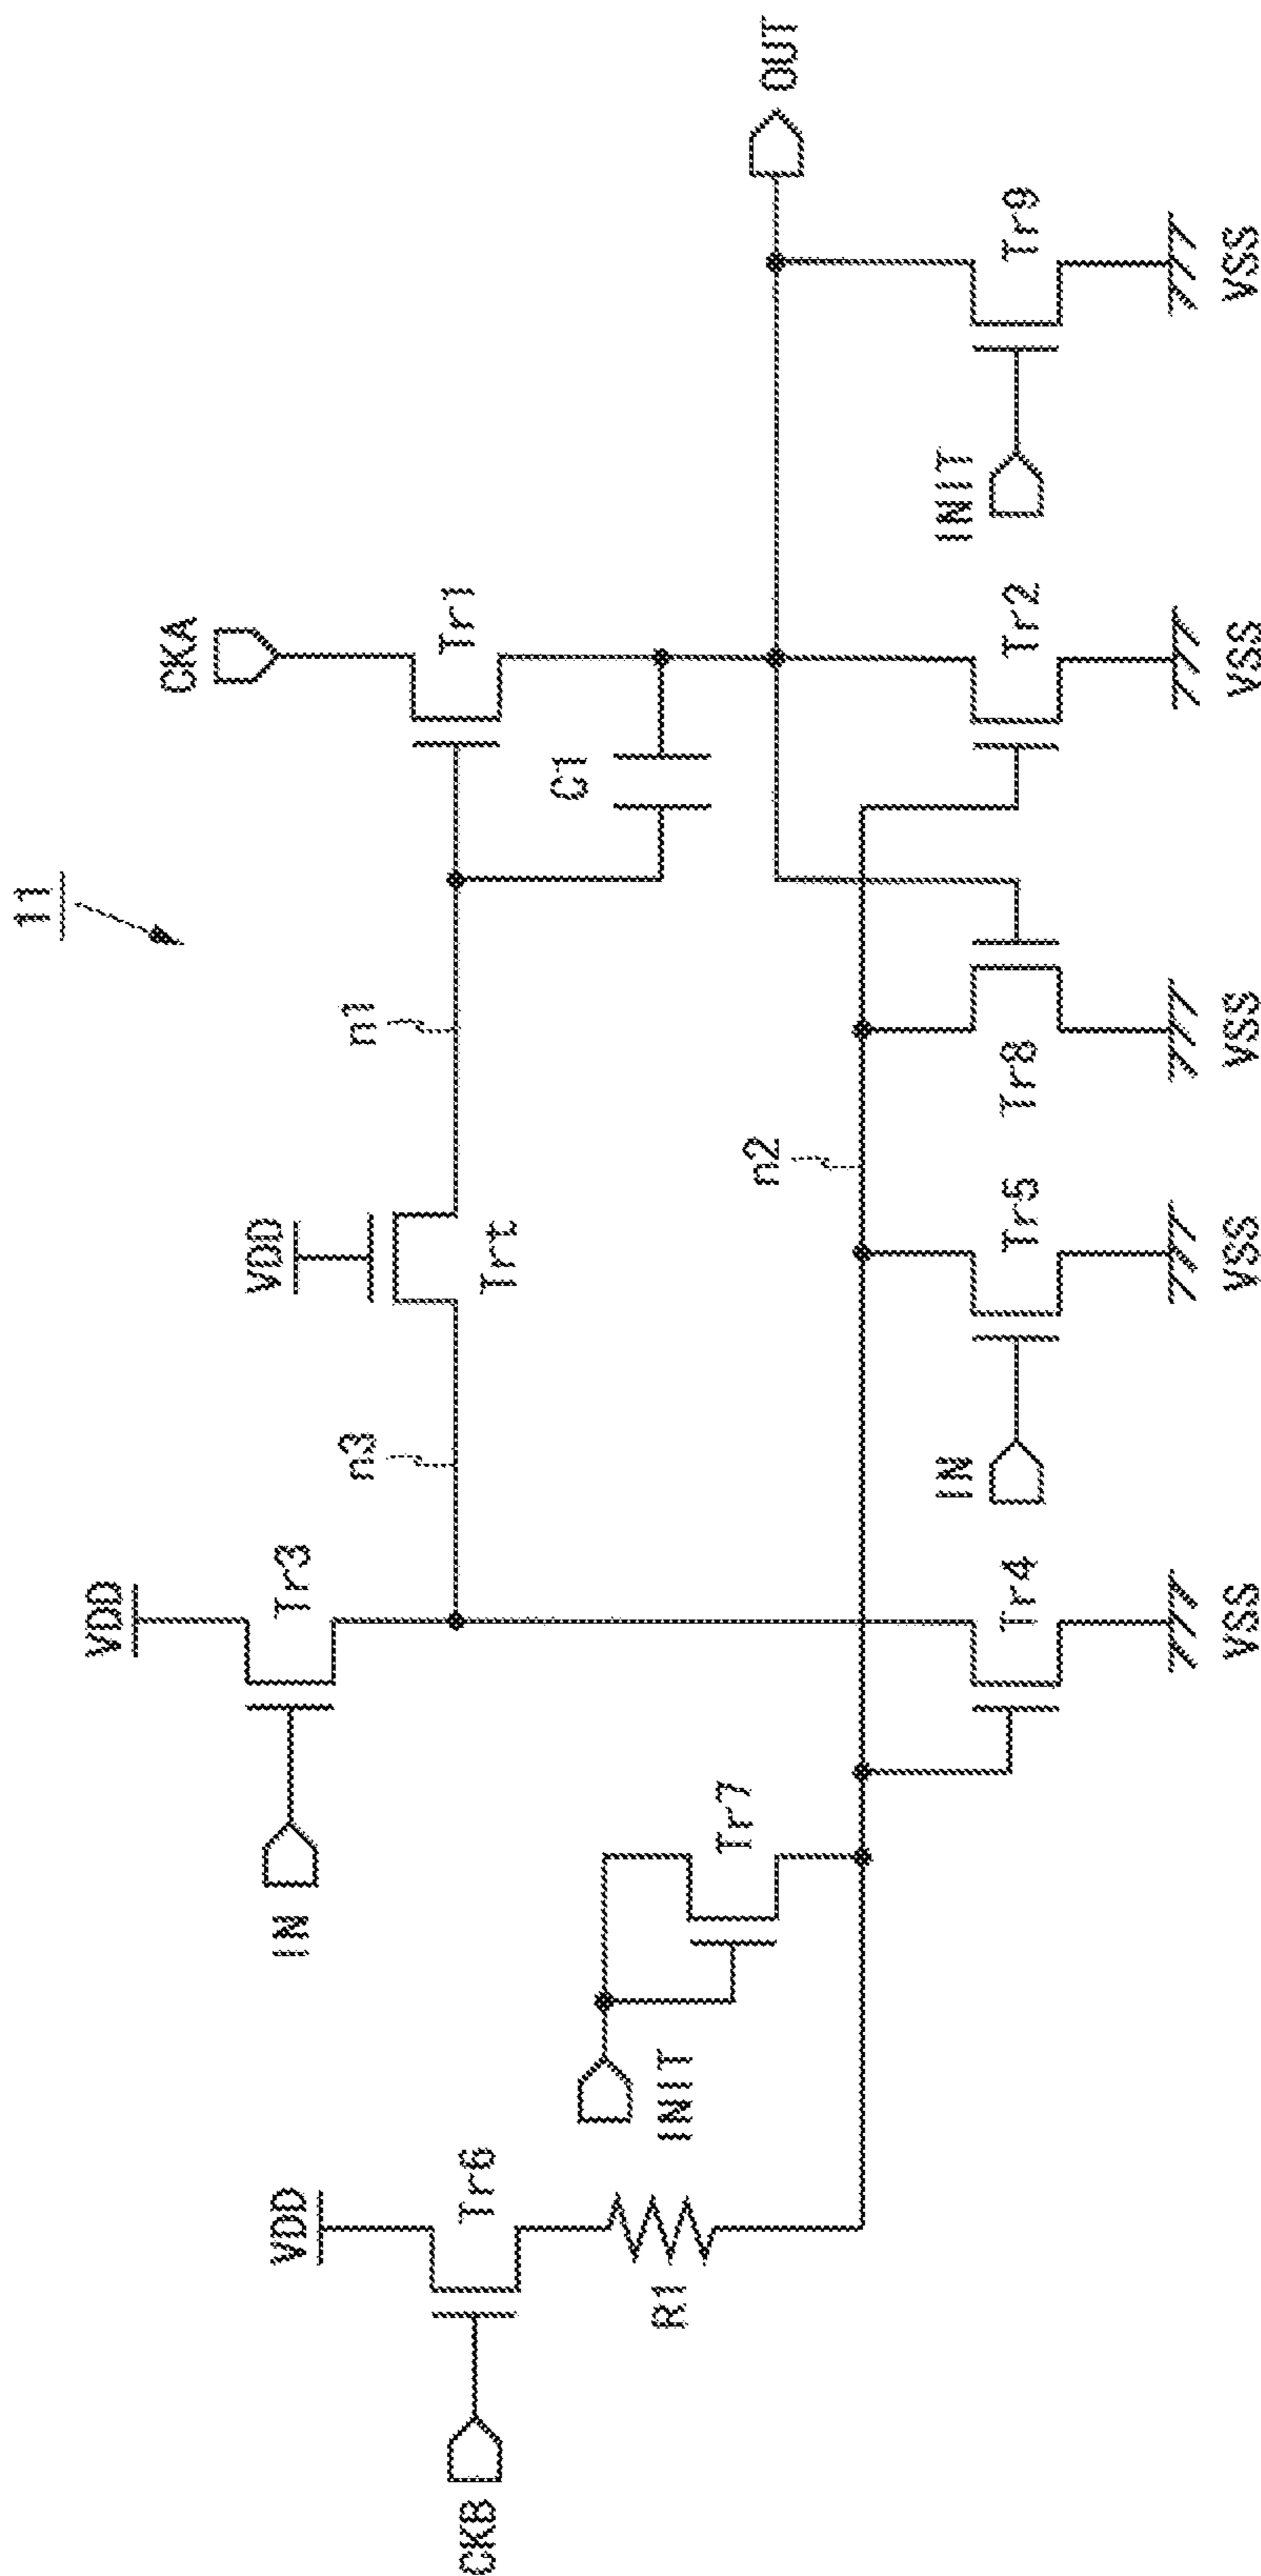 11
VDD
IN
Tr3
n3
VDD
Trt
n1
CKA
Tr1
C1
OUT
VDD
CKB
Tr6
R1
INIT
Tr7
n2
Tr4
VSS
IN
Tr5
VSS
Tr8
VSS
Tr2
VSS
INIT
Tr9
VSS